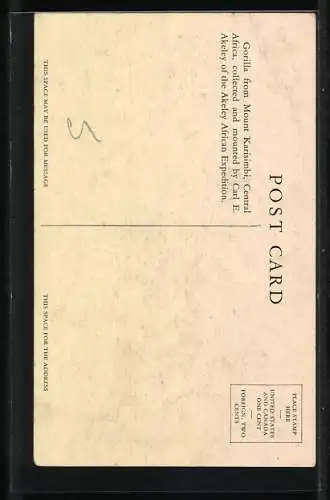 POST CARD
Gorilla from Mount Karisimbi, Central
Africa, collected and mounted by Carl E.
Akeley of the Akeley African Expedition.
5
THIS SPACE MAY BE USED FOR MESSAGE
PLACE STAMP
HERE
UNITED STATES
AND CANADA
ONE CENT
FOREIGN, TWO
CENTS
THIS SPACE FOR THE ADDRESS